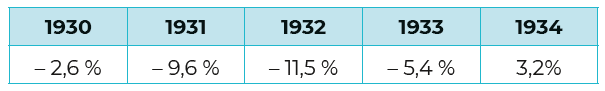 1930 1931 1932 1933 1934
– 2,6 % – 9,6 % – 11,5 % – 5,4 % 3,2%